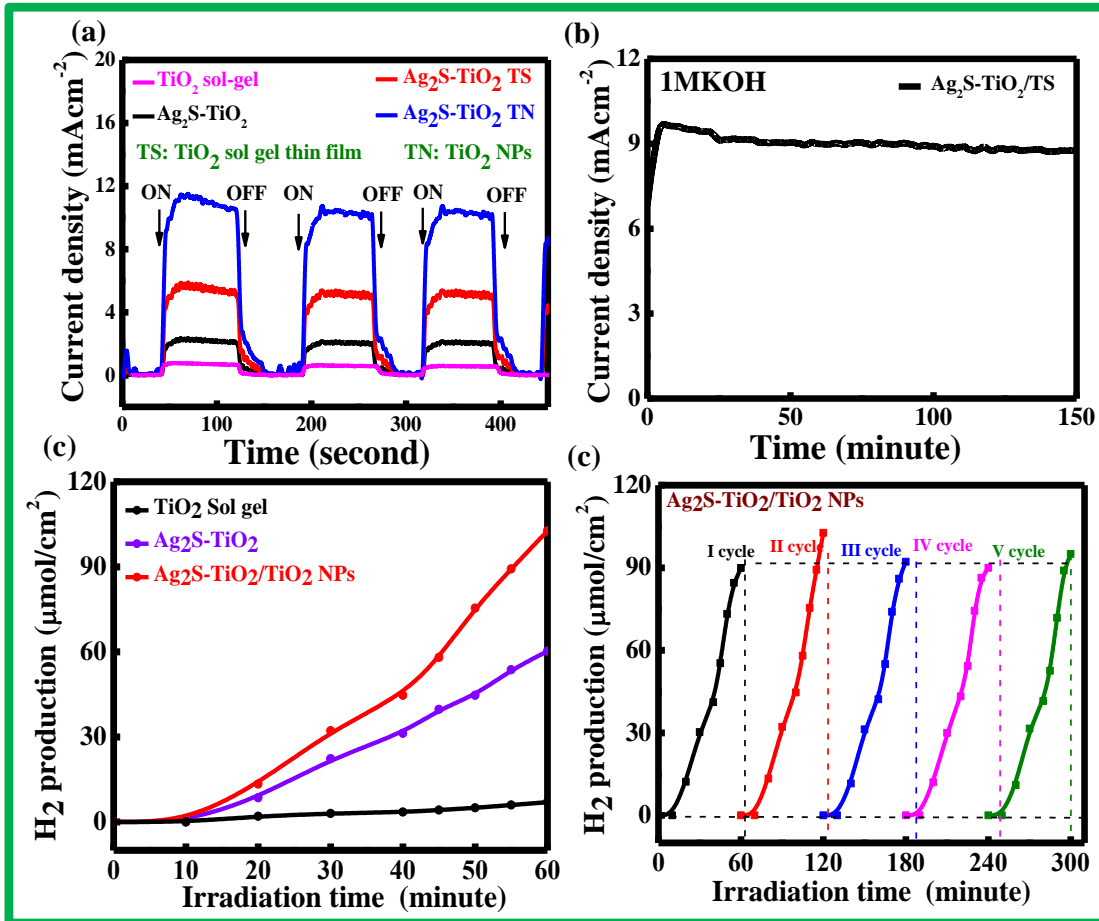 (a)
Current density (mAcm-2)
20
16
12
8
4
0
TiO2 sol-gel
Ag2S-TiO2 TS
Ag2S-TiO2
Ag2S-TiO2 TN
TS: TiO2 sol gel thin film
TN: TiO2 NPs
ON OFF ON OFF ON OFF
0 100 200 300 400
Time (second)
(b)
Current density (mAcm-2)
12
9
6
3
0
1MKOH
Ag2S-TiO2/TS
0 50 100 150
Time (minute)
(c)
H2 production (μmol/cm2)
120
90
60
30
0
TiO2 Sol gel
Ag2S-TiO2
Ag2S-TiO2/TiO2 NPs
0 10 20 30 40 50 60
Irradiation time (minute)
(c)
H2 production (μmol/cm2)
120
90
60
30
0
Ag2S-TiO2/TiO2 NPs
I cycle
II cycle
III cycle
IV cycle
V cycle
0 60 120 180 240 300
Irradiation time (minute)